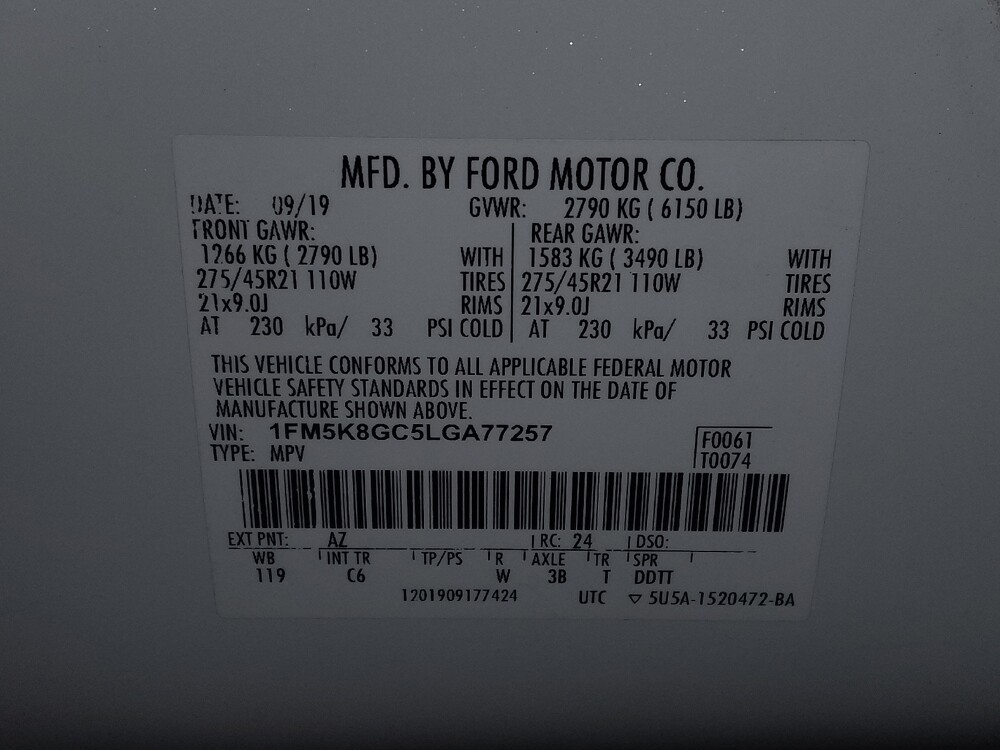 MFD. BY FORD MOTOR CO.
DATE: 09/19 GVWR: 2790 KG ( 6150 LB)
FRONT GAWR: REAR GAWR:
1266 KG ( 2790 LB) WITH 1583 KG ( 3490 LB) WITH
275/45R21 110W TIRES 275/45R21 110W TIRES
21x9.0J RIMS 21x9.0J RIMS
AT 230 kPa/ 33 PSI COLD AT 230 kPa/ 33 PSI COLD
THIS VEHICLE CONFORMS TO ALL APPLICABLE FEDERAL MOTOR
VEHICLE SAFETY STANDARDS IN EFFECT ON THE DATE OF
MANUFACTURE SHOWN ABOVE.
VIN: 1FM5K8GC5LGA77257 F0061
TYPE: MPV T0074
EXT PNT: AZ RC: 24 DSO:
WB INT TR TP/PS R AXLE TR SPR
119 C6 W 3B T DDTT
1201909177424 UTC ▽ 5U5A-1520472-BA